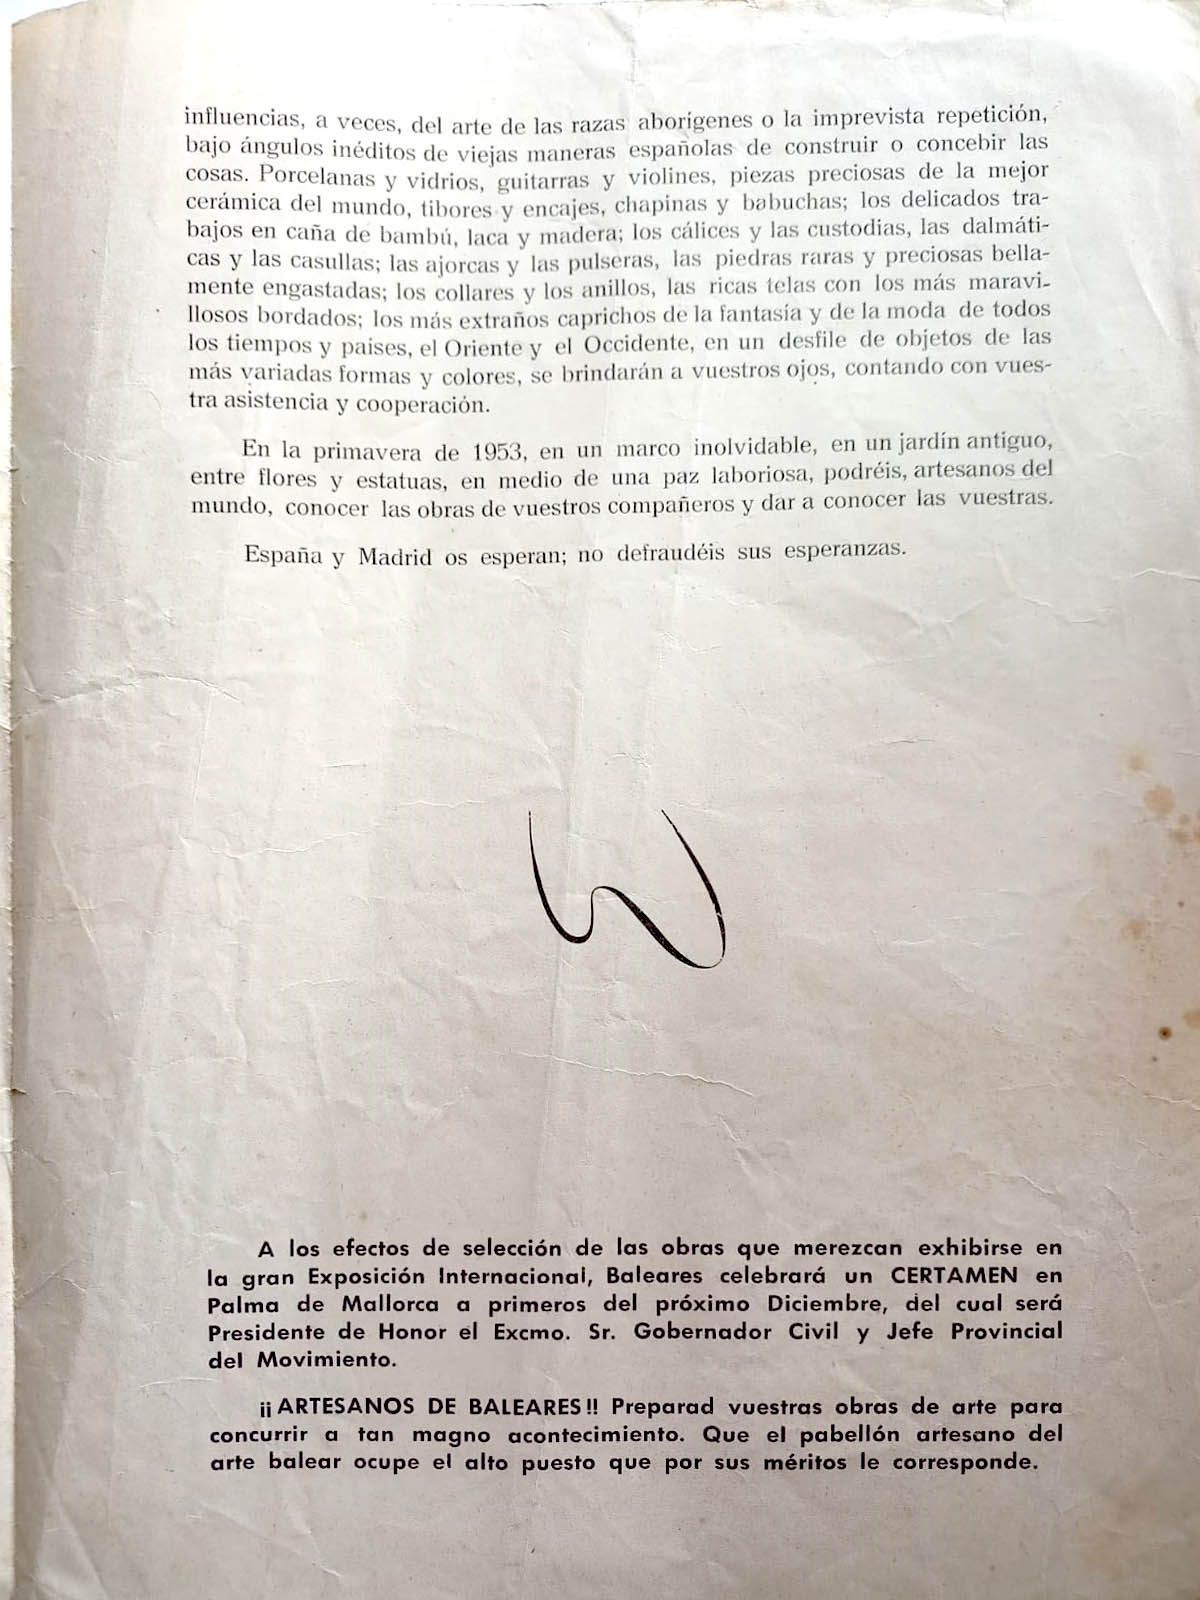 influencias, a veces, del arte de las razas aborígenes o la imprevista repetición,
bajo ángulos inéditos de viejas maneras españolas de construir o concebir las
cosas. Porcelanas y vidrios, guitarras y violines, piezas preciosas de la mejor
cerámica del mundo, tibores y encajes, chapinas y babuchas; los delicados tra-
bajos en caña de bambú, laca y madera; los cálices y las custodias, las dalmáti-
cas y las casullas; las ajorcas y las pulseras, las piedras raras y preciosas bella-
mente engastadas; los collares y los anillos, las ricas telas con los más maravi-
llosos bordados; los más extraños caprichos de la fantasía y de la moda de todos
los tiempos y países, el Oriente y el Occidente, en un desfile de objetos de las
más variadas formas y colores, se brindarán a vuestros ojos, contando con vues-
tra asistencia y cooperación.
En la primavera de 1953, en un marco inolvidable, en un jardín antiguo,
entre flores y estatuas, en medio de una paz laboriosa, podréis, artesanos del
mundo, conocer las obras de vuestros compañeros y dar a conocer las vuestras.
España y Madrid os esperan; no defraudéis sus esperanzas.
A los efectos de selección de las obras que merezcan exhibirse en
la gran Exposición Internacional, Baleares celebrará un CERTAMEN en
Palma de Mallorca a primeros del próximo Diciembre, del cual será
Presidente de Honor el Excmo. Sr. Gobernador Civil y Jefe Provincial
del Movimiento.
¡¡ARTESANOS DE BALEARES!! Preparad vuestras obras de arte para
concurrir a tan magno acontecimiento. Que el pabellón artesano del
arte balear ocupe el alto puesto que por sus méritos le corresponde.